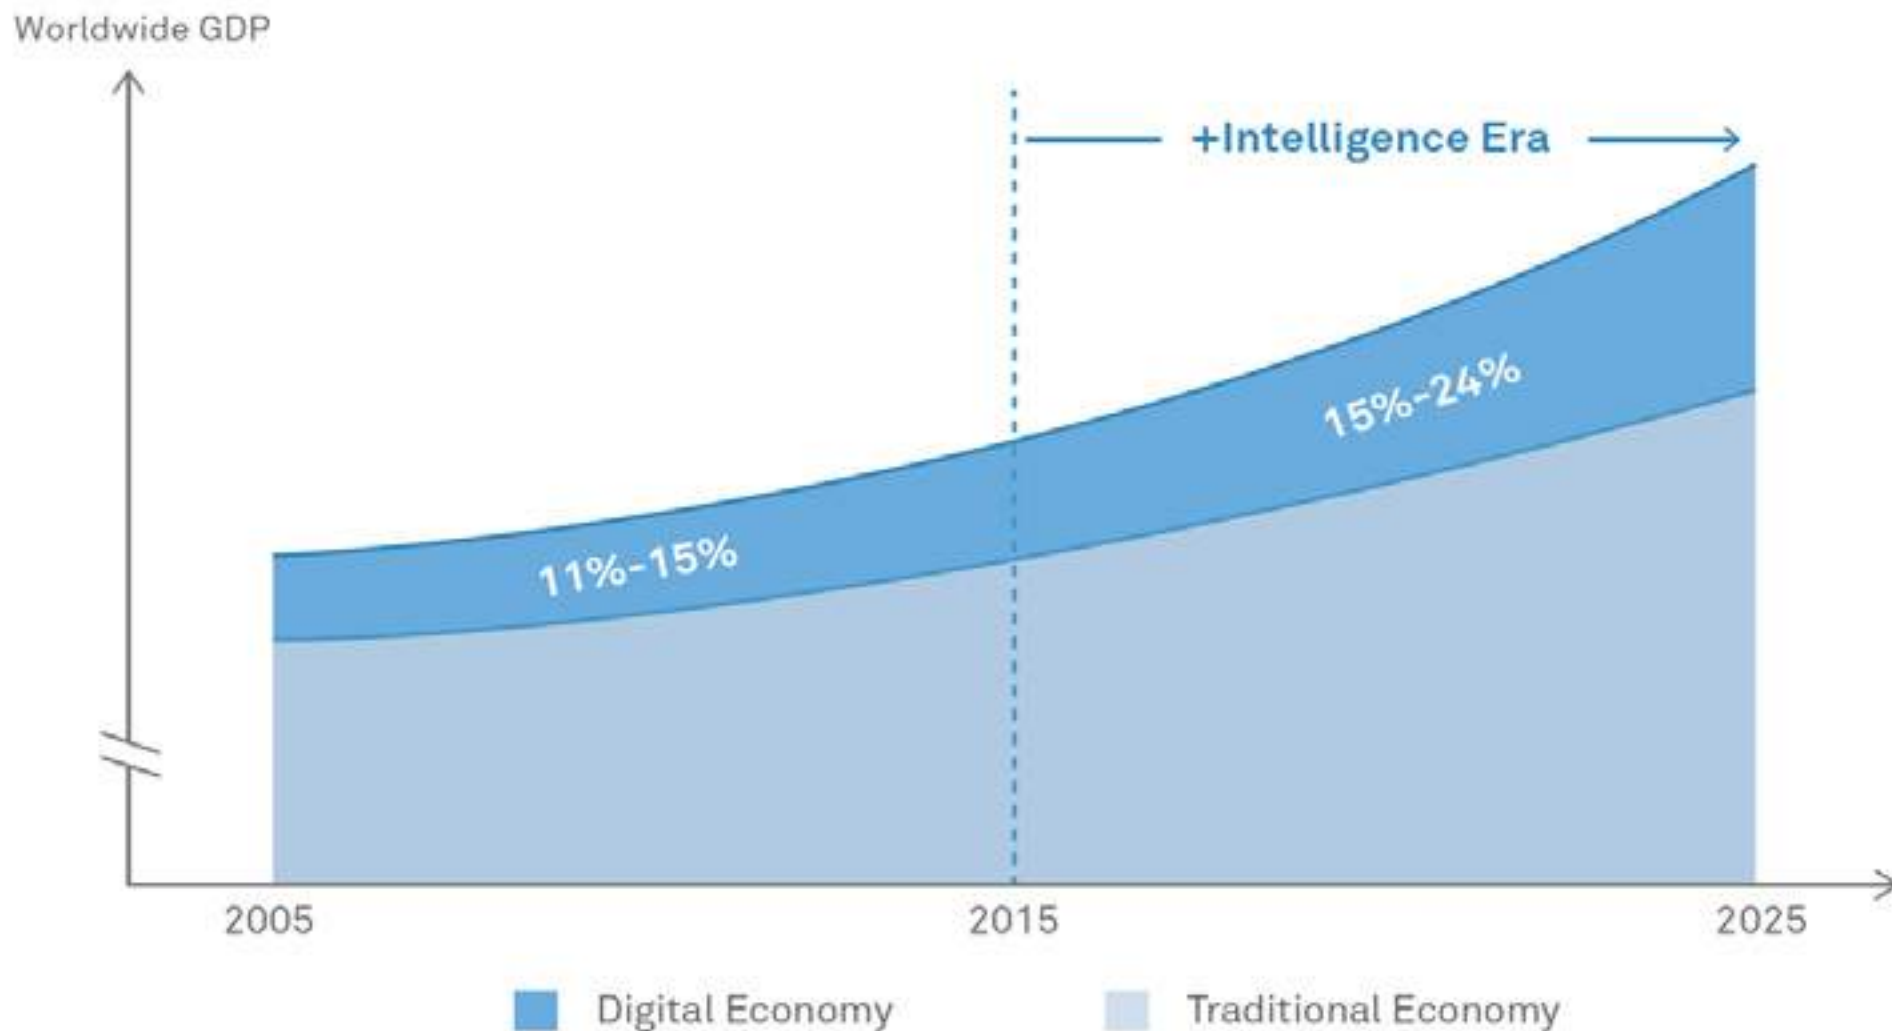 Worldwide GDP
+Intelligence Era
15%-24%
11%-15%
2005 2015 2025
Digital Economy Traditional Economy